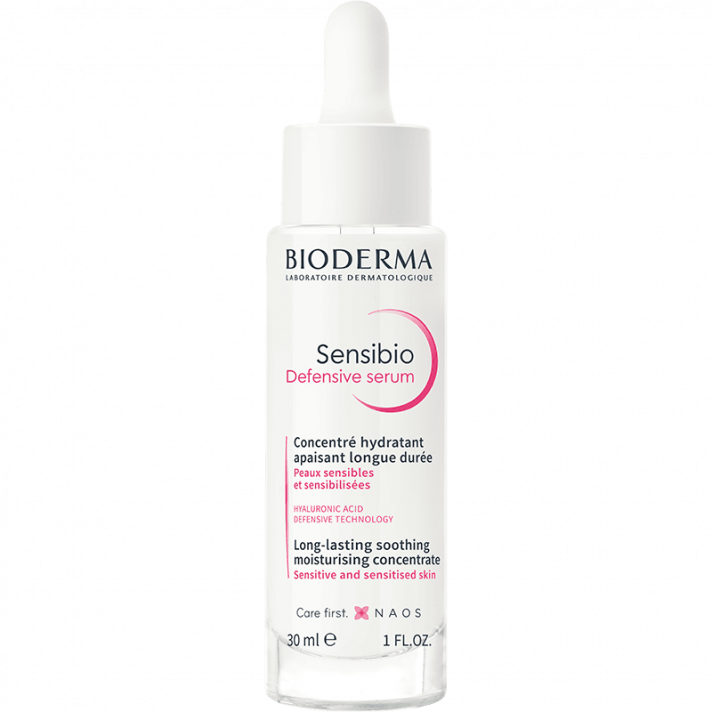 BIODERMA
LABORATOIRE DERMATOLOGIQUE
Sensibio
Defensive serum
Concentré hydratant
apaisant longue durée
Peaux sensibles
et sensibilisées
HYALURONIC ACID
DEFENSIVE TECHNOLOGY
Long-lasting soothing
moisturising concentrate
Sensitive and sensitised skin
Care first. NAOS
30 ml ℮ 1 FL.OZ.